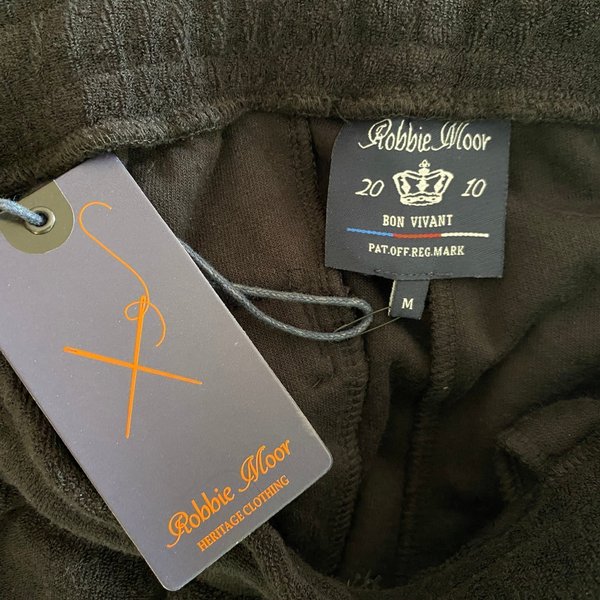 Robbie Moor
20 10
BON VIVANT
PAT.OFF.REG.MARK
M
Robbie Moor
HERITAGE CLOTHING